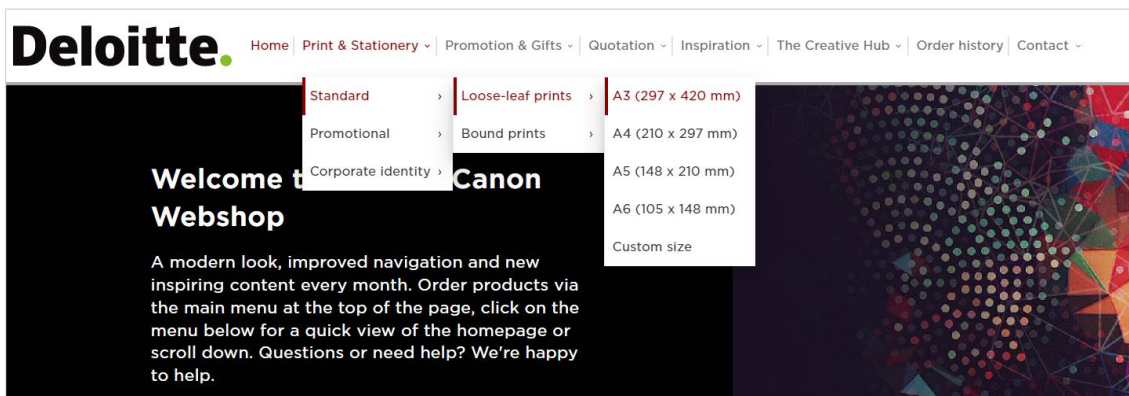 Deloitte.
Home Print & Stationery Promotion & Gifts Quotation Inspiration The Creative Hub Order history Contact
Standard Loose-leaf prints A3 (297 x 420 mm)
Promotional Bound prints A4 (210 x 297 mm)
Corporate identity A5 (148 x 210 mm)
A6 (105 x 148 mm)
Custom size
Welcome Canon
Webshop
A modern look, improved navigation and new
inspiring content every month. Order products via
the main menu at the top of the page, click on the
menu below for a quick view of the homepage or
scroll down. Questions or need help? We're happy
to help.